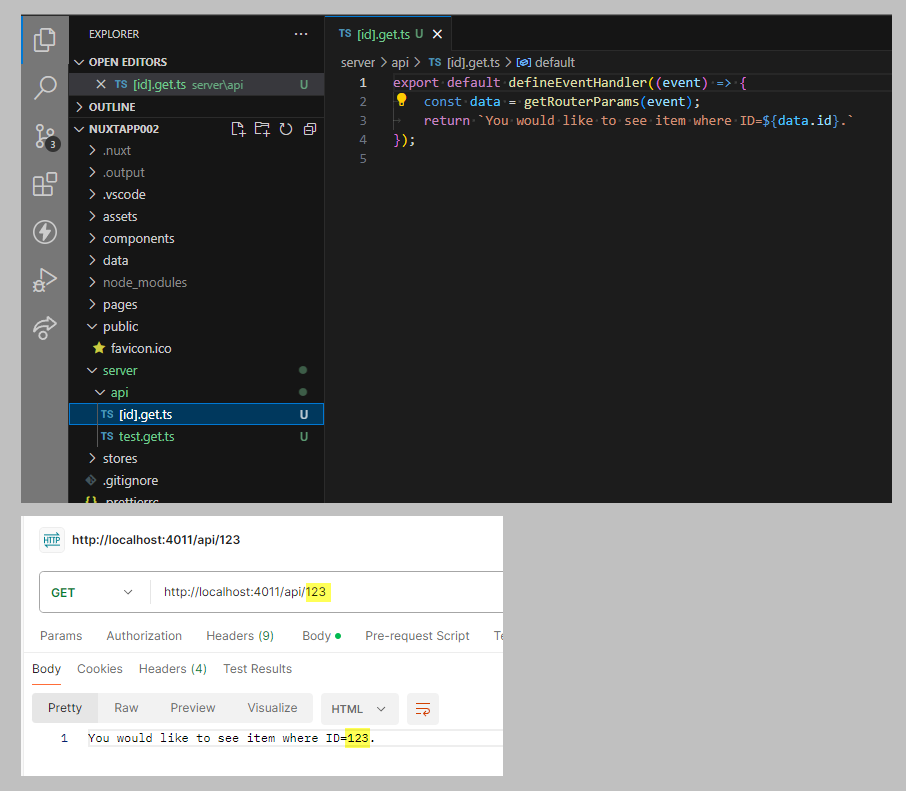 EXPLORER
OPEN EDITORS
TS [id].get.ts server\api U
OUTLINE
NUXTAPP002
.nuxt
.output
.vscode
assets
components
data
node_modules
pages
public
favicon.ico
server
api
TS [id].get.ts U
TS test.get.ts U
stores
.gitignore
{} .prettierrc
3
TS [id].get.ts U
server > api > TS [id].get.ts > default
1 export default defineEventHandler((event) => {
2 const data = getRouterParams(event);
3 return `You would like to see item where ID=${data.id}.`
4 });
5
HTTP http://localhost:4011/api/123
GET http://localhost:4011/api/123
Params Authorization Headers (9) Body Pre-request Script Te
Body Cookies Headers (4) Test Results
Pretty Raw Preview Visualize HTML
1 You would like to see item where ID=123.